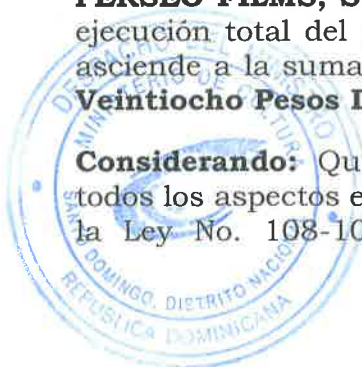 PERSEO FILMS, S
ejecución total del
asciende a la suma
Veintiocho Pesos D
Considerando: Qu
todos los aspectos e
la Ley No. 108-10
DESPACHO DEL MINISTRO
MINISTERIO DE CULTURA
SANTO DOMINGO, DISTRITO NACIONAL
REPUBLICA DOMINICANA